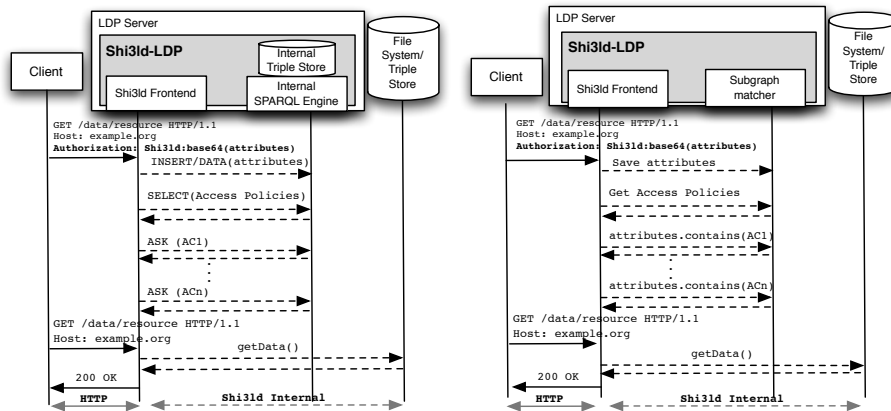 LDP Server
Shi3ld-LDP
Internal
Triple Store
File
System/
Triple
Store
Client
Shi3ld Frontend
Internal
SPARQL Engine
GET /data/resource HTTP/1.1
Host: example.org
Authorization: Shi3ld:base64(attributes)
INSERT/DATA(attributes)
SELECT(Access Policies)
ASK (AC1)
ASK (ACn)
GET /data/resource HTTP/1.1
Host: example.org
getData()
200 OK
HTTP
Shi3ld Internal
LDP Server
Shi3ld-LDP
File
System/
Triple
Store
Client
Shi3ld Frontend
Subgraph
matcher
GET /data/resource HTTP/1.1
Host: example.org
Authorization: Shi3ld:base64(attributes)
Save attributes
Get Access Policies
attributes.contains(AC1)
attributes.contains(ACn)
GET /data/resource HTTP/1.1
Host: example.org
getData()
200 OK
HTTP
Shi3ld Internal